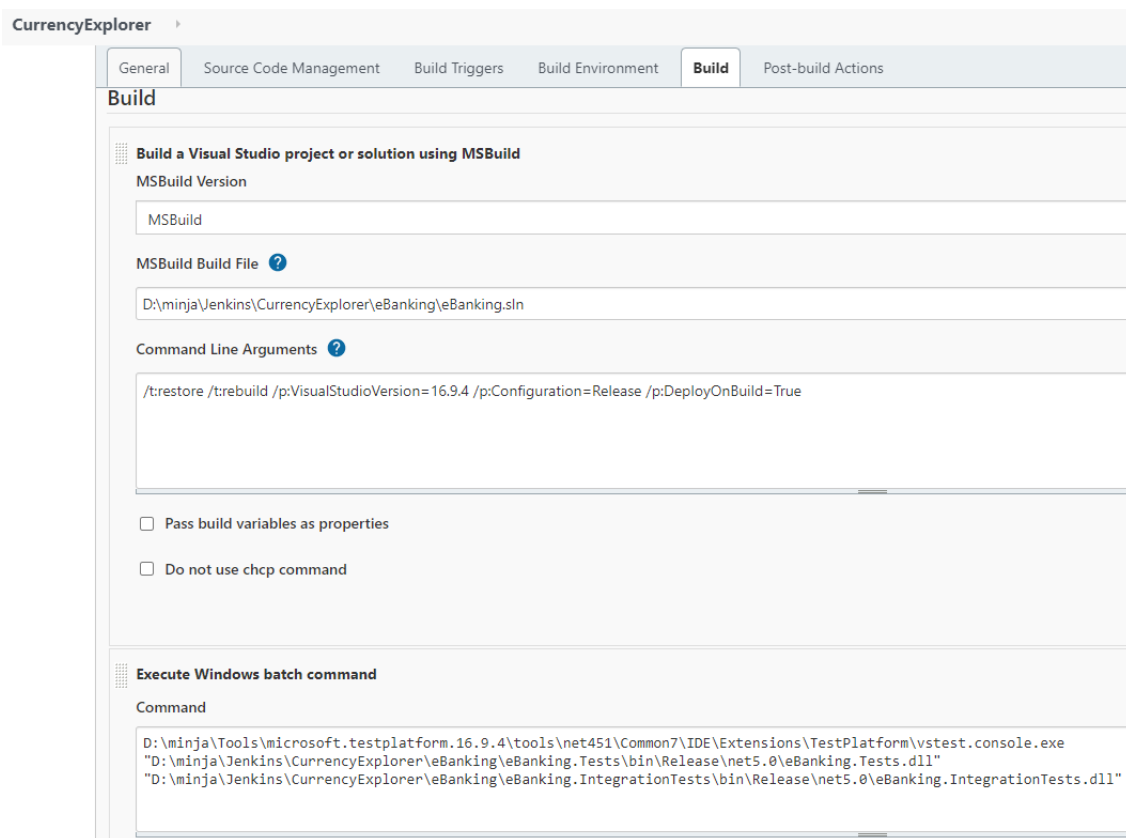 CurrencyExplorer
General Source Code Management Build Triggers Build Environment Build Post-build Actions
Build
Build a Visual Studio project or solution using MSBuild
MSBuild Version
MSBuild
MSBuild Build File ?
D:\minja\Jenkins\CurrencyExplorer\eBanking\eBanking.sln
Command Line Arguments ?
/t:restore /t:rebuild /p:VisualStudioVersion=16.9.4 /p:Configuration=Release /p:DeployOnBuild=True
Pass build variables as properties
Do not use chcp command
Execute Windows batch command
Command
D:\minja\Tools\microsoft.testplatform.16.9.4\tools\net451\Common7\IDE\Extensions\TestPlatform\vstest.console.exe
"D:\minja\Jenkins\CurrencyExplorer\eBanking\eBanking.Tests\bin\Release\net5.0\eBanking.Tests.dll"
"D:\minja\Jenkins\CurrencyExplorer\eBanking\eBanking.IntegrationTests\bin\Release\net5.0\eBanking.IntegrationTests.dll"